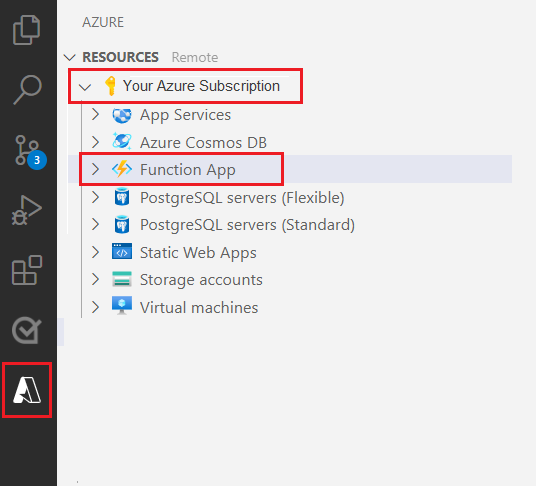 AZURE
RESOURCES Remote
Your Azure Subscription
App Services
Azure Cosmos DB
3
Function App
PostgreSQL servers (Flexible)
PostgreSQL servers (Standard)
Static Web Apps
Storage accounts
Virtual machines